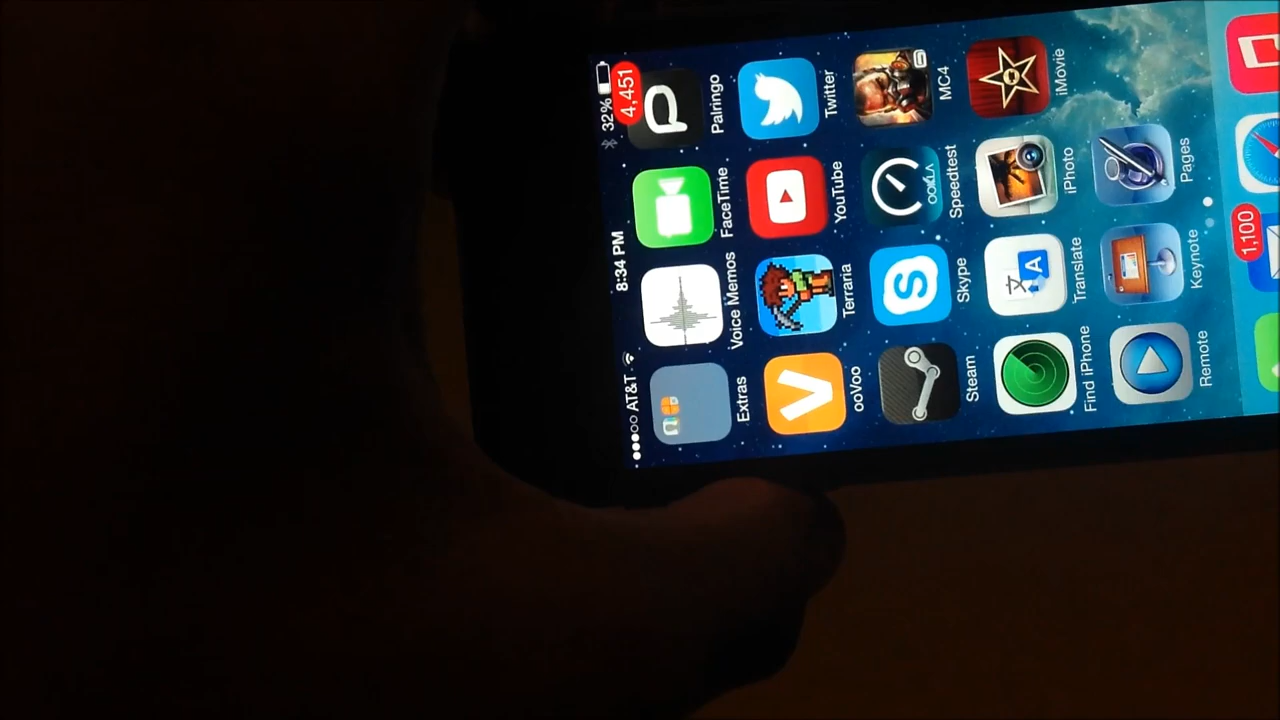 AT&T 8:34 PM 32%
4,451
Extras Voice Memos FaceTime Palringo
ooVoo Terraria YouTube Twitter
OOKLA
Steam Skype Speedtest MC4
Find iPhone Translate iPhoto iMovie
Remote Keynote Pages
1,100